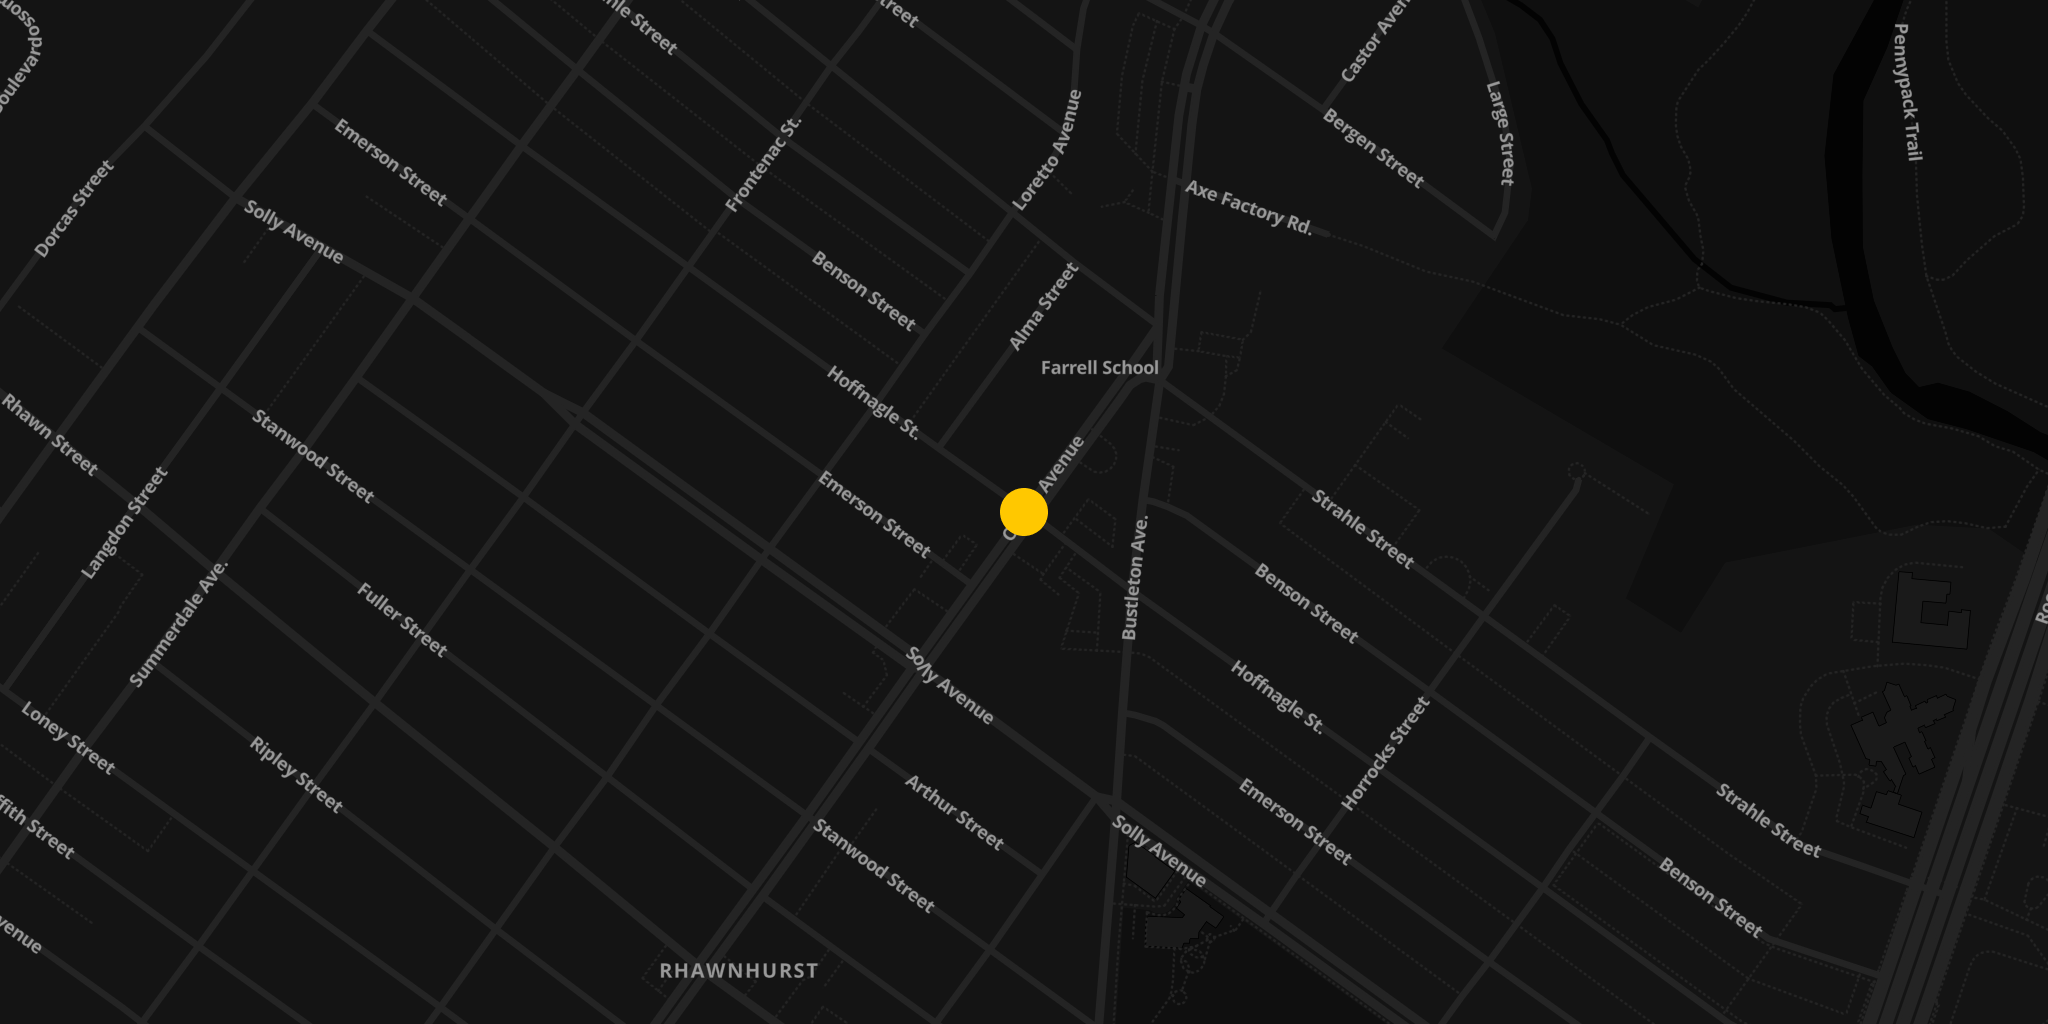 Street
Castor Aven
Pennypack Trail
Large Street
Loretto Avenue
Bergen Street
Emerson Street
Frontenac St.
Dorcas Street
Solly Avenue
Axe Factory Rd.
Benson Street
Alma Street
Farrell School
Hoffnagle St.
Rhawn Street
Stanwood Street
Avenue
Langdon Street
Emerson Street
Strahle Street
Bustleton Ave.
Summerdale Ave.
Fuller Street
Benson Street
Solly Avenue
Hoffnagle St.
Loney Street
Horrocks Street
Ripley Street
Arthur Street
Emerson Street
Strahle Street
Stanwood Street
Solly Avenue
Benson Street
RHAWNHURST